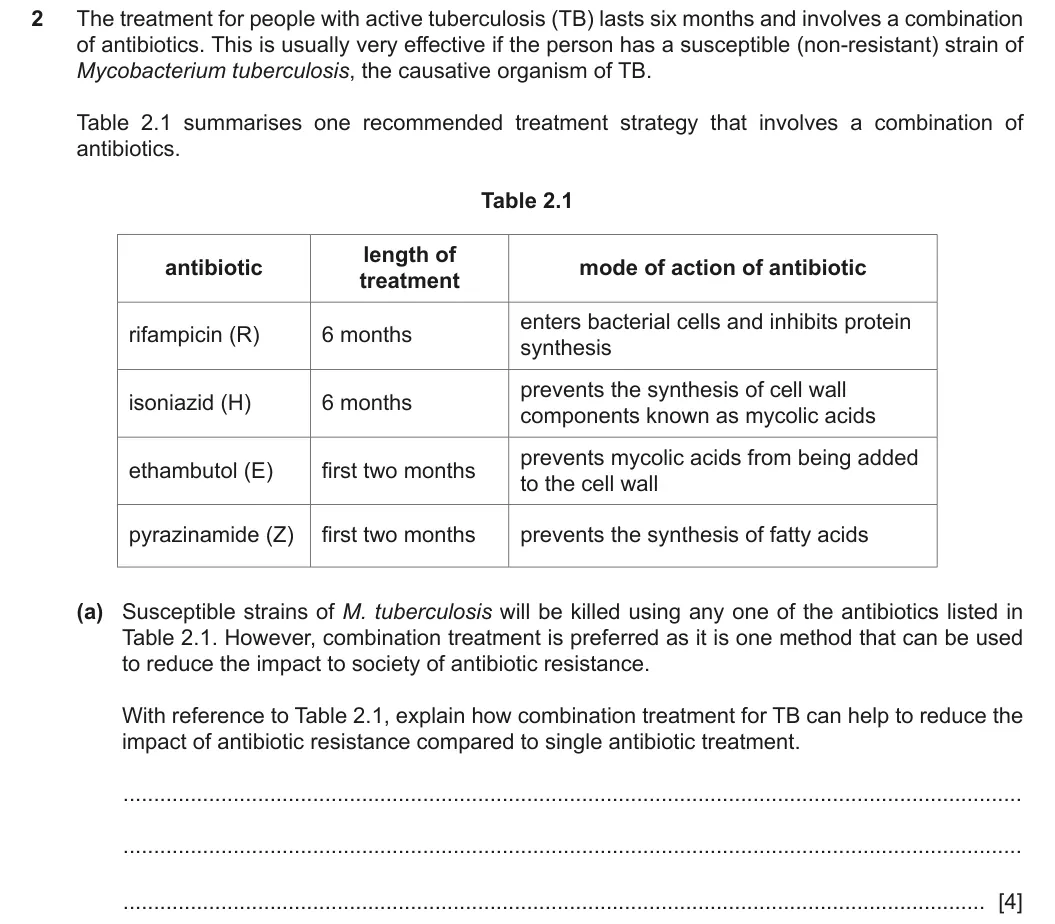 2 The treatment for people with active tuberculosis (TB) lasts six months and involves a combination
of antibiotics. This is usually very effective if the person has a susceptible (non-resistant) strain of
Mycobacterium tuberculosis, the causative organism of TB.
Table 2.1 summarises one recommended treatment strategy that involves a combination of
antibiotics.
Table 2.1
antibiotic
length of
treatment
mode of action of antibiotic
rifampicin (R)
6 months
enters bacterial cells and inhibits protein
synthesis
isoniazid (H)
6 months
prevents the synthesis of cell wall
components known as mycolic acids
ethambutol (E)
first two months
prevents mycolic acids from being added
to the cell wall
pyrazinamide (Z)
first two months
prevents the synthesis of fatty acids
(a) Susceptible strains of M. tuberculosis will be killed using any one of the antibiotics listed in
Table 2.1. However, combination treatment is preferred as it is one method that can be used
to reduce the impact to society of antibiotic resistance.
With reference to Table 2.1, explain how combination treatment for TB can help to reduce the
impact of antibiotic resistance compared to single antibiotic treatment.
[4]